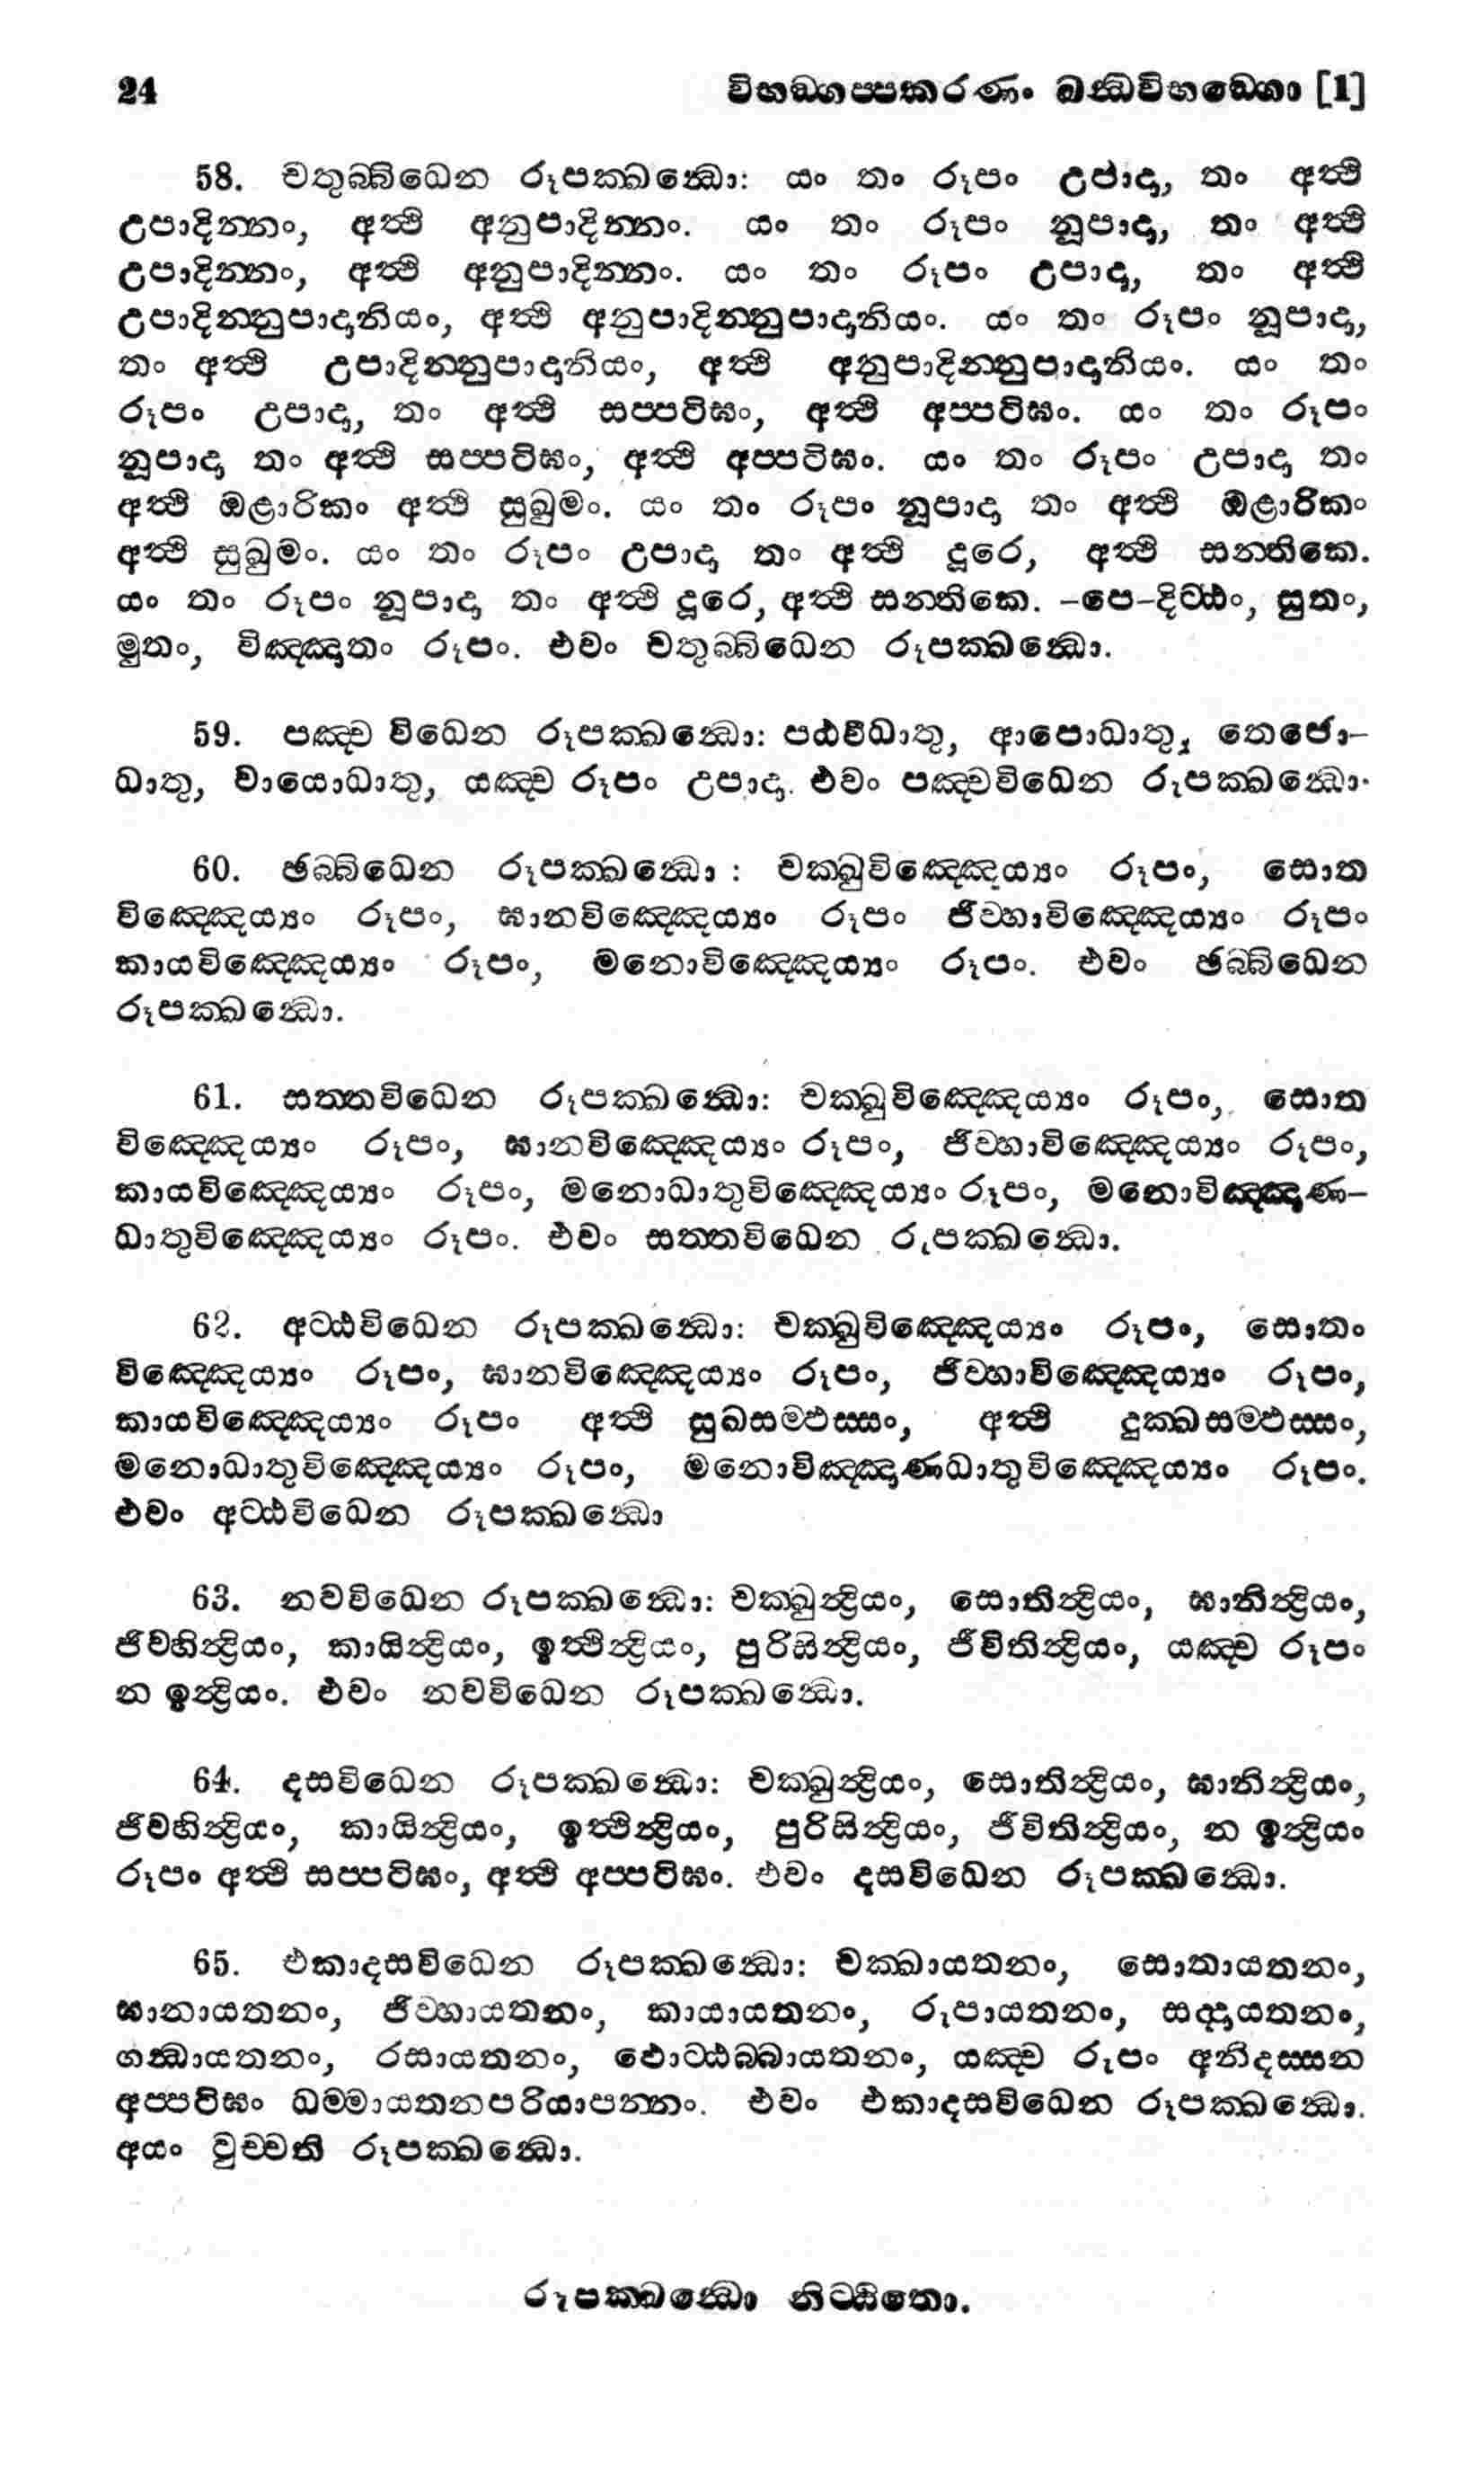 24 විභඞ්ගප්පකරණං ඛන්ධවිභඞ්ගො [1]
58. චතුබ්බිධෙන රූපක්ඛන්ධො: යං තං රූපං උපාදා, තං අත්ථි
උපාදින්නං, අත්ථි අනුපාදින්නං. යං තං රූපං නූපාදා, තං අත්ථි
උපාදින්නං, අත්ථි අනුපාදින්නං. යං තං රූපං උපාදා, තං අත්ථි
උපාදින්නුපාදානියං, අත්ථි අනුපාදින්නුපාදානියං. යං තං රූපං නූපාදා,
තං අත්ථි උපාදින්නුපාදානියං, අත්ථි අනුපාදින්නුපාදානියං. යං තං
රූපං උපාදා, තං අත්ථි සප්පටිඝං, අත්ථි අප්පටිඝං. යං තං රූපං
නූපාදා තං අත්ථි සප්පටිඝං, අත්ථි අප්පටිඝං. යං තං රූපං උපාදා තං
අත්ථි ඔළාරිකං අත්ථි සුඛුමං. යං තං රූපං නූපාදා තං අත්ථි ඔළාරිකං
අත්ථි සුඛුමං. යං තං රූපං උපාදා තං අත්ථි දූරෙ, අත්ථි සන්තිකෙ.
යං තං රූපං නූපාදා තං අත්ථි දූරෙ, අත්ථි සන්තිකෙ. -පෙ-දිට්ඨං, සුතං,
මුතං, විඤ්ඤාතං රූපං. එවං චතුබ්බිධෙන රූපක්ඛන්ධො.
59. පඤ්ච විධෙන රූපක්ඛන්ධො: පඨවීධාතු, ආපොධාතු, තෙජො-
ධාතු, වායොධාතු, යඤ්ච රූපං උපාදා. එවං පඤ්චවිධෙන රූපක්ඛන්ධො.
60. ඡබ්බිධෙන රූපක්ඛන්ධො : චක්ඛුවිඤ්ඤෙය්‍යං රූපං, සොත
විඤ්ඤෙය්‍යං රූපං, ඝානවිඤ්ඤෙය්‍යං රූපං ජිව්හාවිඤ්ඤෙය්‍යං රූපං
කායවිඤ්ඤෙය්‍යං රූපං, මනොවිඤ්ඤෙය්‍යං රූපං. එවං ඡබ්බිධෙන
රූපක්ඛන්ධො.
61. සත්තවිධෙන රූපක්ඛන්ධො: චක්ඛුවිඤ්ඤෙය්‍යං රූපං, සොත
විඤ්ඤෙය්‍යං රූපං, ඝානවිඤ්ඤෙය්‍යං රූපං, ජිව්හාවිඤ්ඤෙය්‍යං රූපං,
කායවිඤ්ඤෙය්‍යං රූපං, මනොධාතුවිඤ්ඤෙය්‍යං රූපං, මනොවිඤ්ඤාණ-
ධාතුවිඤ්ඤෙය්‍යං රූපං. එවං සත්තවිධෙන රූපක්ඛන්ධො.
62. අට්ඨවිධෙන රූපක්ඛන්ධො: චක්ඛුවිඤ්ඤෙය්‍යං රූපං, සොතං
විඤ්ඤෙය්‍යං රූපං, ඝානවිඤ්ඤෙය්‍යං රූපං, ජිව්හාවිඤ්ඤෙය්‍යං රූපං,
කායවිඤ්ඤෙය්‍යං රූපං අත්ථි සුඛසම්ඵස්සං, අත්ථි දුක්ඛසම්ඵස්සං,
මනොධාතුවිඤ්ඤෙය්‍යං රූපං, මනොවිඤ්ඤාණධාතුවිඤ්ඤෙය්‍යං රූපං.
එවං අට්ඨවිධෙන රූපක්ඛන්ධො
63. නවවිධෙන රූපක්ඛන්ධො: චක්ඛුන්ද්‍රියං, සොතින්ද්‍රියං, ඝානින්ද්‍රියං,
ජිව්හින්ද්‍රියං, කායින්ද්‍රියං, ඉත්ථින්ද්‍රියං, පුරිසින්ද්‍රියං, ජීවිතින්ද්‍රියං, යඤ්ච රූපං
න ඉන්ද්‍රියං. එවං නවවිධෙන රූපක්ඛන්ධො.
64. දසවිධෙන රූපක්ඛන්ධො: චක්ඛුන්ද්‍රියං, සොතින්ද්‍රියං, ඝානින්ද්‍රියං,
ජිව්හින්ද්‍රියං, කායින්ද්‍රියං, ඉත්ථින්ද්‍රියං, පුරිසින්ද්‍රියං, ජීවිතින්ද්‍රියං, න ඉන්ද්‍රියං
රූපං අත්ථි සප්පටිඝං, අත්ථි අප්පටිඝං. එවං දසවිධෙන රූපක්ඛන්ධො.
65. එකාදසවිධෙන රූපක්ඛන්ධො: චක්ඛායතනං, සොතායතනං,
ඝානායතනං, ජිව්හායතනං, කායායතනං, රූපායතනං, සද්දායතනං,
ගන්ධායතනං, රසායතනං, ඵොට්ඨබ්බායතනං, යඤ්ච රූපං අනිදස්සන
අප්පටිඝං ධම්මායතනපරියාපන්නං. එවං එකාදසවිධෙන රූපක්ඛන්ධො.
අයං වුච්චති රූපක්ඛන්ධො.
රූපක්ඛන්ධො නිට්ඨිතො.